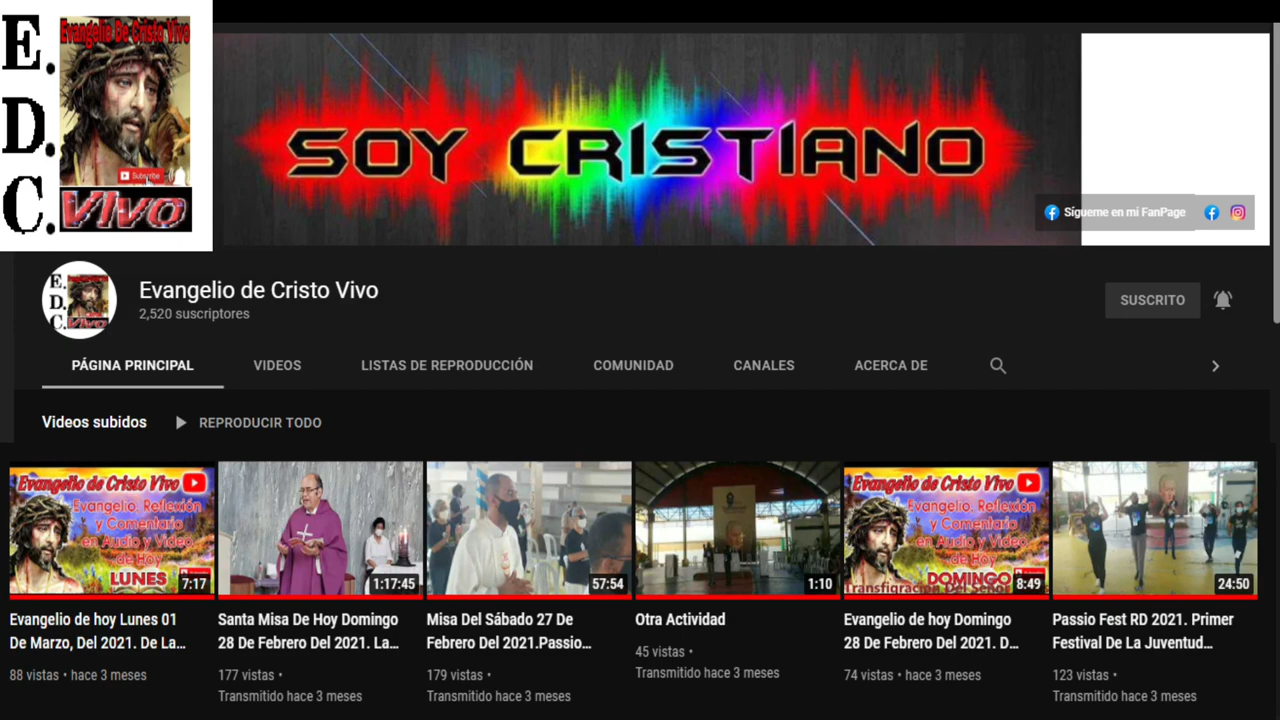 E.
D.
C.
Evangelio De Cristo Vivo
Subscribe
Vivo
SOY CRISTIANO
Sígueme en mi FanPage
E.
D.
C.
Vivo
Evangelio de Cristo Vivo
2,520 suscriptores
SUSCRITO
PÁGINA PRINCIPAL
VIDEOS
LISTAS DE REPRODUCCIÓN
COMUNIDAD
CANALES
ACERCA DE
Videos subidos
REPRODUCIR TODO
Evangelio de Cristo Vivo
Evangelio, Reflexión
y Comentario
en Audio y Video
de Hoy
LUNES
7:17
Evangelio de hoy Lunes 01
De Marzo, Del 2021. De La...
88 vistas • hace 3 meses
1:17:45
Santa Misa De Hoy Domingo
28 De Febrero Del 2021. La...
177 vistas •
Transmitido hace 3 meses
57:54
Misa Del Sábado 27 De
Febrero Del 2021.Passio...
179 vistas •
Transmitido hace 3 meses
1:10
Otra Actividad
45 vistas •
Transmitido hace 3 meses
Evangelio de Cristo Vivo
Evangelio, Reflexión
y Comentario
en Audio y Video
de Hoy
DOMINGO
Transfigración Del Señor
8:49
Evangelio de hoy Domingo
28 De Febrero Del 2021. D...
74 vistas • hace 3 meses
24:50
Passio Fest RD 2021. Primer
Festival De La Juventud...
123 vistas •
Transmitido hace 3 meses